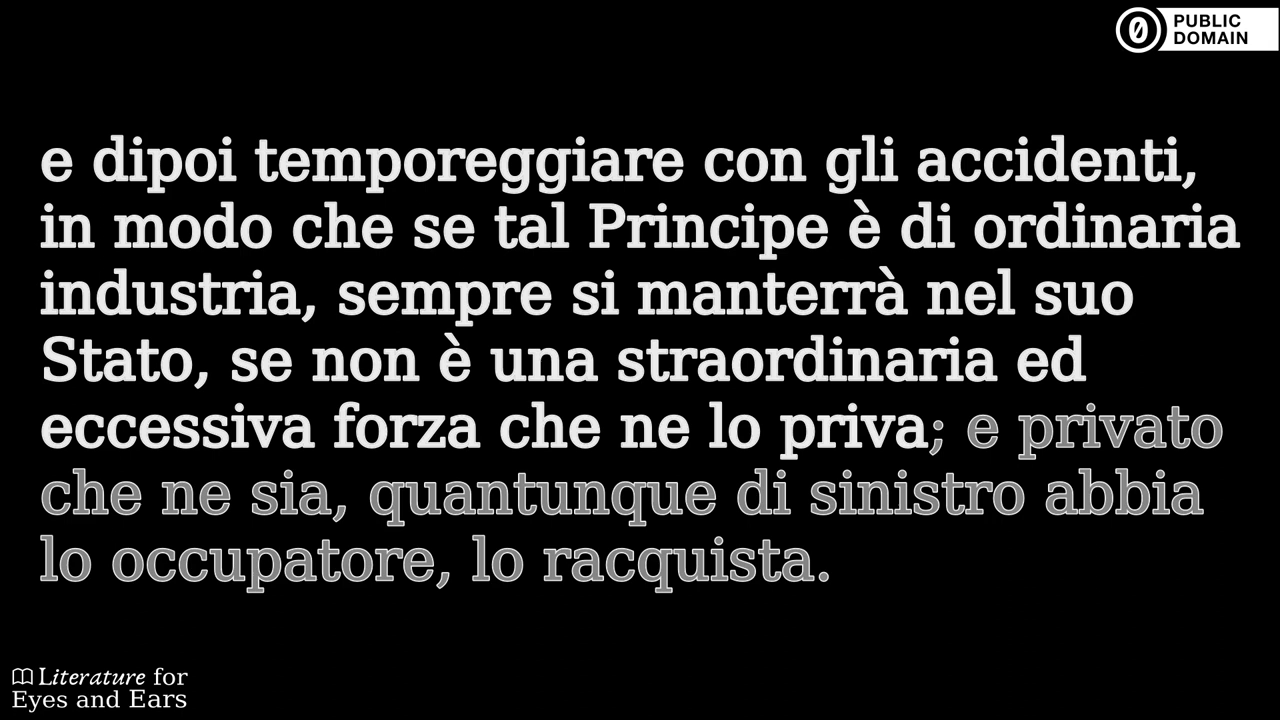 PUBLIC
DOMAIN
e dipoi temporeggiare con gli accidenti,
in modo che se tal Principe è di ordinaria
industria, sempre si manterrà nel suo
Stato, se non è una straordinaria ed
eccessiva forza che ne lo priva; e privato
che ne sia, quantunque di sinistro abbia
lo occupatore, lo racquista.
Literature for
Eyes and Ears